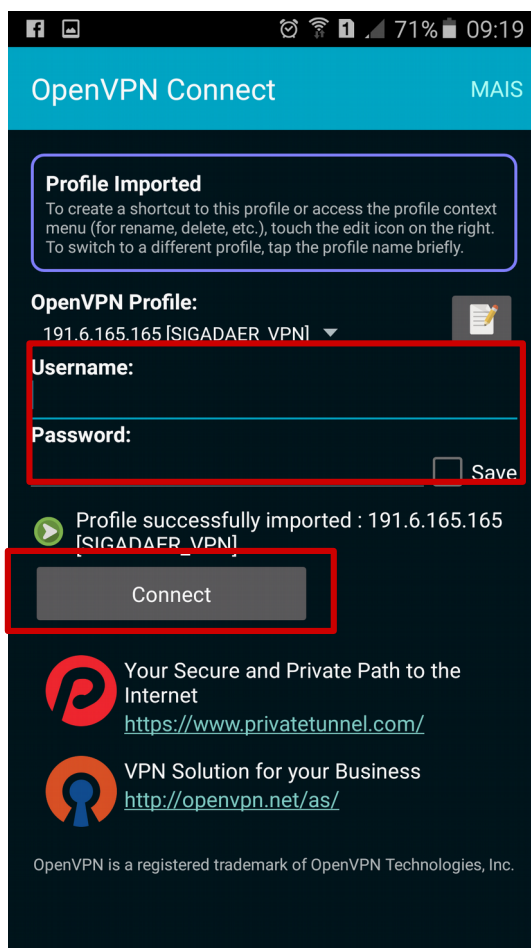 1 71% 09:19
OpenVPN Connect MAIS
Profile Imported
To create a shortcut to this profile or access the profile context
menu (for rename, delete, etc.), touch the edit icon on the right.
To switch to a different profile, tap the profile name briefly.
OpenVPN Profile:
191.6.165.165 [SIGADAER_VPN]
Username:
Password:
Save
Profile successfully imported : 191.6.165.165
[SIGADAER_VPN]
Connect
Your Secure and Private Path to the
Internet
https://www.privatetunnel.com/
VPN Solution for your Business
http://openvpn.net/as/
OpenVPN is a registered trademark of OpenVPN Technologies, Inc.